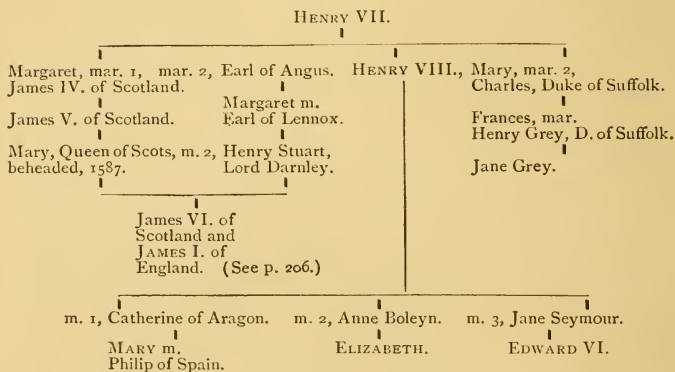 HENRY VII.
Margaret, mar. 1, mar. 2, Earl of Angus. HENRY VIII., Mary, mar. 2,
James IV. of Scotland. Charles, Duke of Suffolk.
Margaret m. Frances, mar.
James V. of Scotland. Earl of Lennox. Henry Grey, D. of Suffolk.
Mary, Queen of Scots, m. 2, Henry Stuart, Jane Grey.
beheaded, 1587. Lord Darnley.
James VI. of
Scotland and
JAMES I. of
England. (See p. 206.)
m. 1, Catherine of Aragon. m. 2, Anne Boleyn. m. 3, Jane Seymour.
MARY m. ELIZABETH. EDWARD VI.
Philip of Spain.